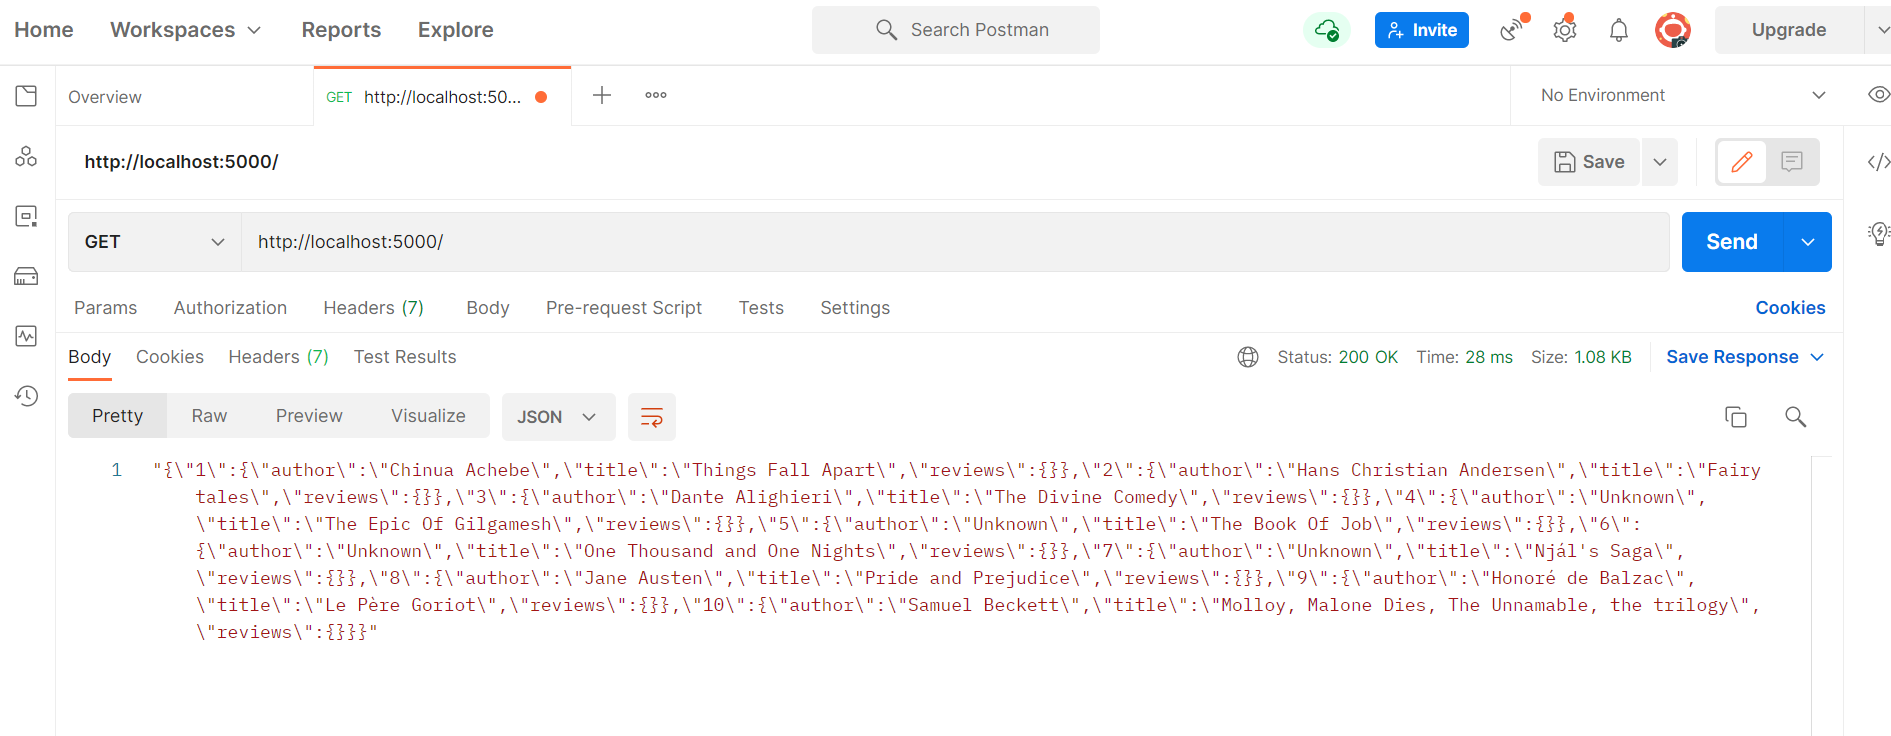 Home Workspaces Reports Explore Search Postman Invite Upgrade
Overview GET http://localhost:50... No Environment
http://localhost:5000/ Save
GET http://localhost:5000/ Send
Params Authorization Headers (7) Body Pre-request Script Tests Settings Cookies
Body Cookies Headers (7) Test Results Status: 200 OK Time: 28 ms Size: 1.08 KB Save Response
Pretty Raw Preview Visualize JSON
1 "{\"1\":{\"author\":\"Chinua Achebe\",\"title\":\"Things Fall Apart\",\"reviews\":{}},\"2\":{\"author\":\"Hans Christian Andersen\",\"title\":\"Fairy
tales\",\"reviews\":{}},\"3\":{\"author\":\"Dante Alighieri\",\"title\":\"The Divine Comedy\",\"reviews\":{}},\"4\":{\"author\":\"Unknown\",
\"title\":\"The Epic Of Gilgamesh\",\"reviews\":{}},\"5\":{\"author\":\"Unknown\",\"title\":\"The Book Of Job\",\"reviews\":{}},\"6\":
{\"author\":\"Unknown\",\"title\":\"One Thousand and One Nights\",\"reviews\":{}},\"7\":{\"author\":\"Unknown\",\"title\":\"Njál's Saga\",
\"reviews\":{}},\"8\":{\"author\":\"Jane Austen\",\"title\":\"Pride and Prejudice\",\"reviews\":{}},\"9\":{\"author\":\"Honoré de Balzac\",
\"title\":\"Le Père Goriot\",\"reviews\":{}},\"10\":{\"author\":\"Samuel Beckett\",\"title\":\"Molloy, Malone Dies, The Unnamable, the trilogy\",
\"reviews\":{}}}"